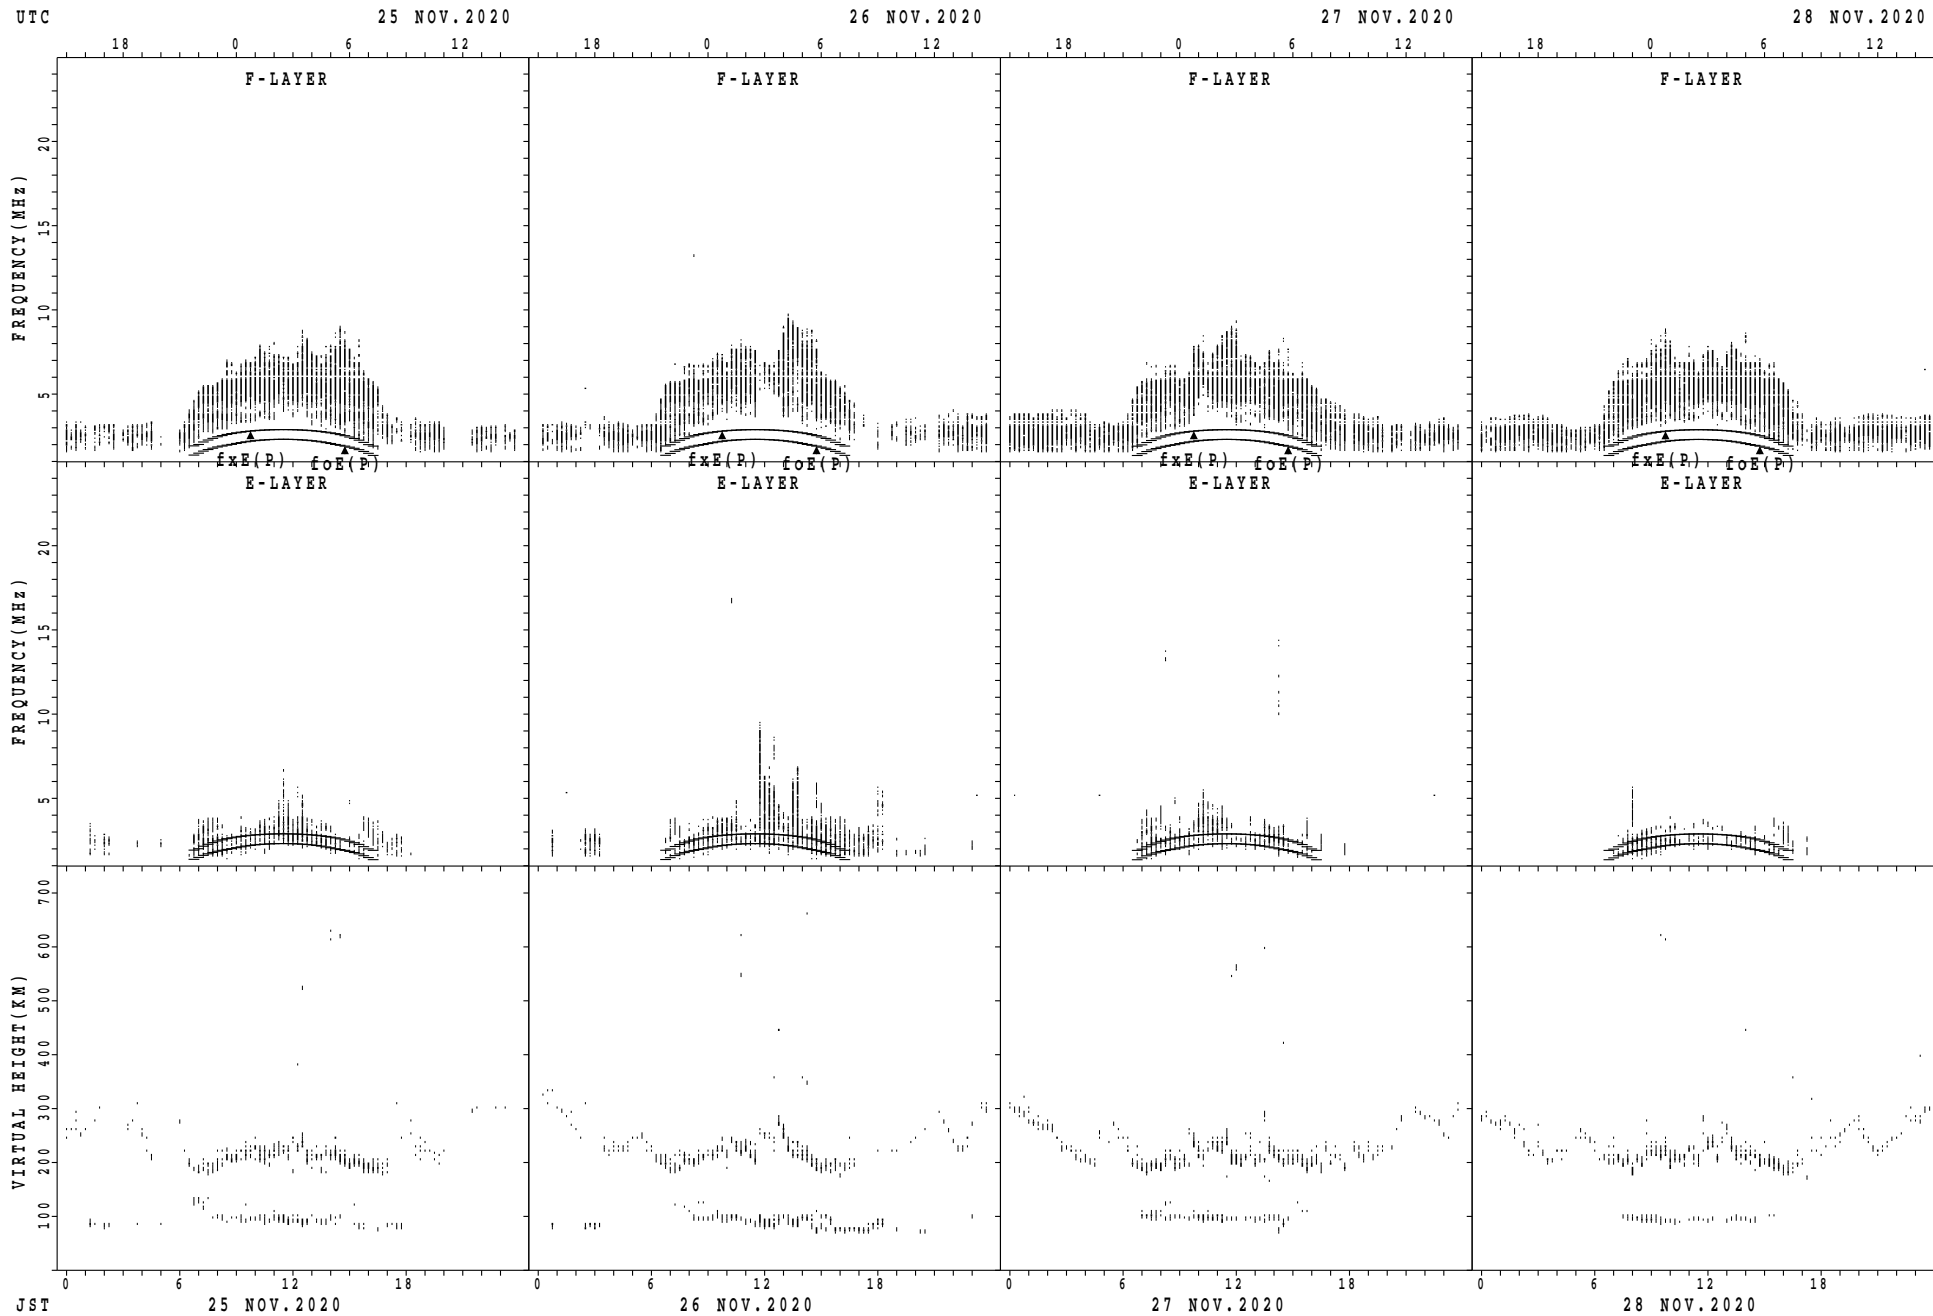 UTC 25 NOV.2020 26 NOV.2020 27 NOV.2020 28 NOV.2020
18 0 6 12 18 0 6 12 18 0 6 12 18 0 6 12
F-LAYER F-LAYER F-LAYER F-LAYER
FREQUENCY(MHz)
20
15
10
5
fxE(P) foE(P) fxE(P) foE(P) fxE(P) foE(P) fxE(P) foE(P)
E-LAYER E-LAYER E-LAYER E-LAYER
FREQUENCY(MHz)
20
15
10
5
VIRTUAL HEIGHT(KM)
700
600
500
400
300
200
100
0 6 12 18 0 6 12 18 0 6 12 18 0 6 12 18
JST 25 NOV.2020 26 NOV.2020 27 NOV.2020 28 NOV.2020